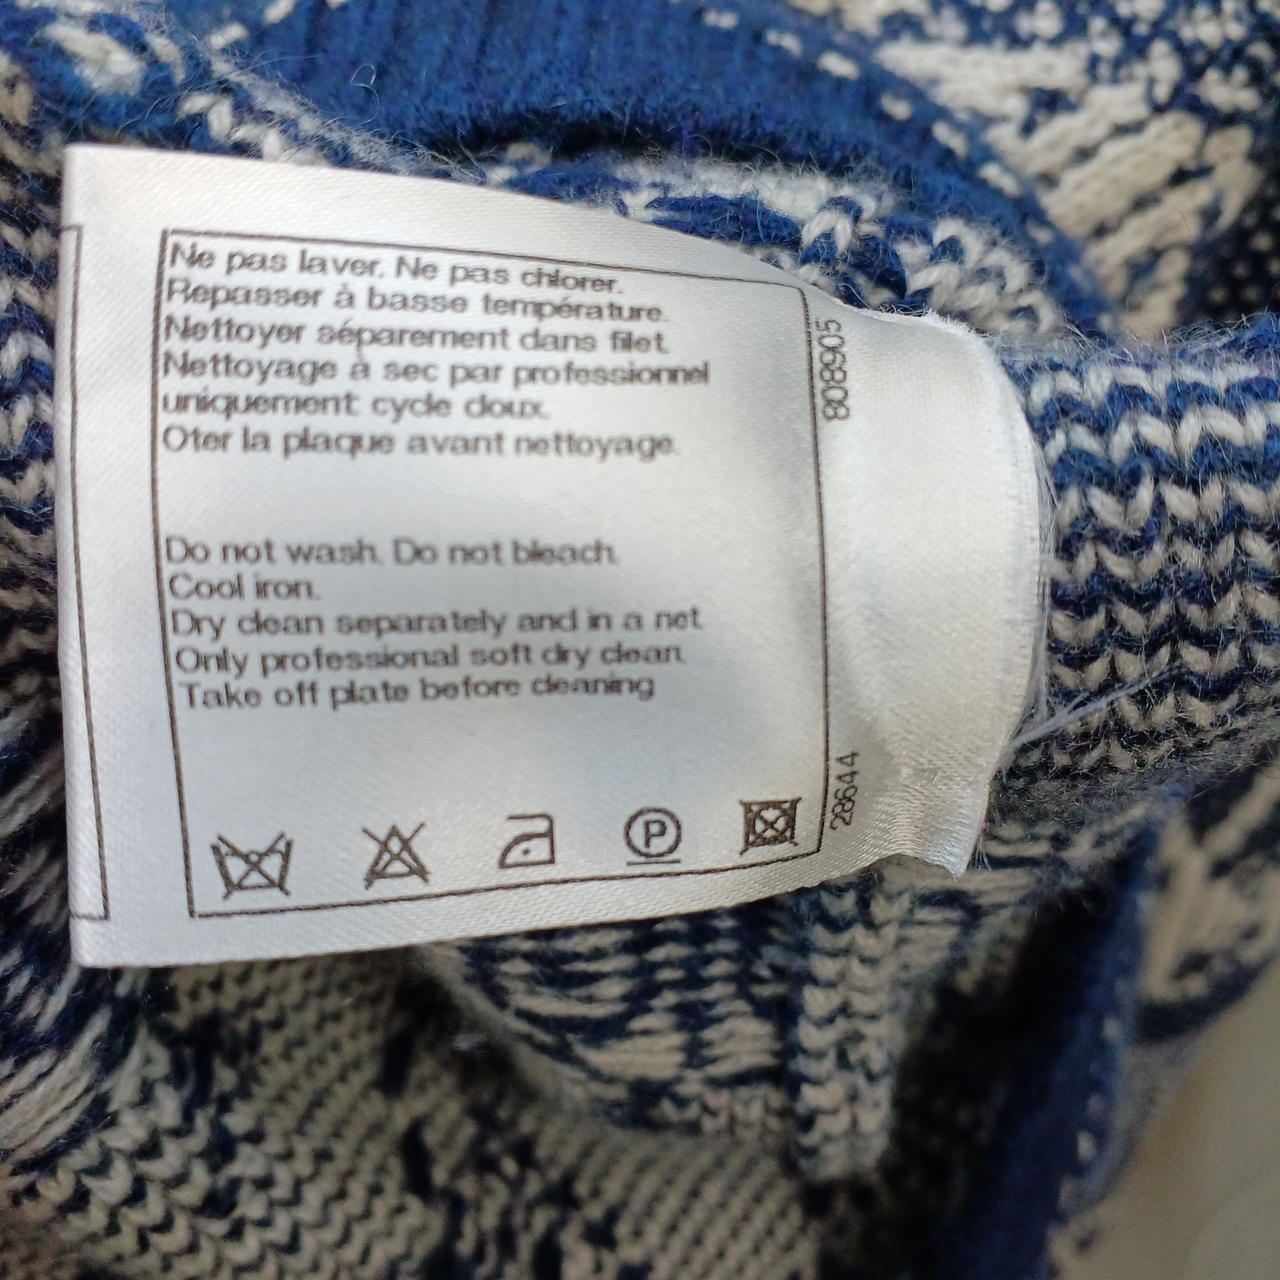 Ne pas laver. Ne pas chlorer.
Repasser à basse température.
Nettoyer séparement dans filet.
Nettoyage à sec par professionnel
uniquement: cycle doux.
Oter la plaque avant nettoyage.
Do not wash. Do not bleach.
Cool iron.
Dry clean separately and in a net.
Only professional soft dry clean.
Take off plate before cleaning
P
808905
28644